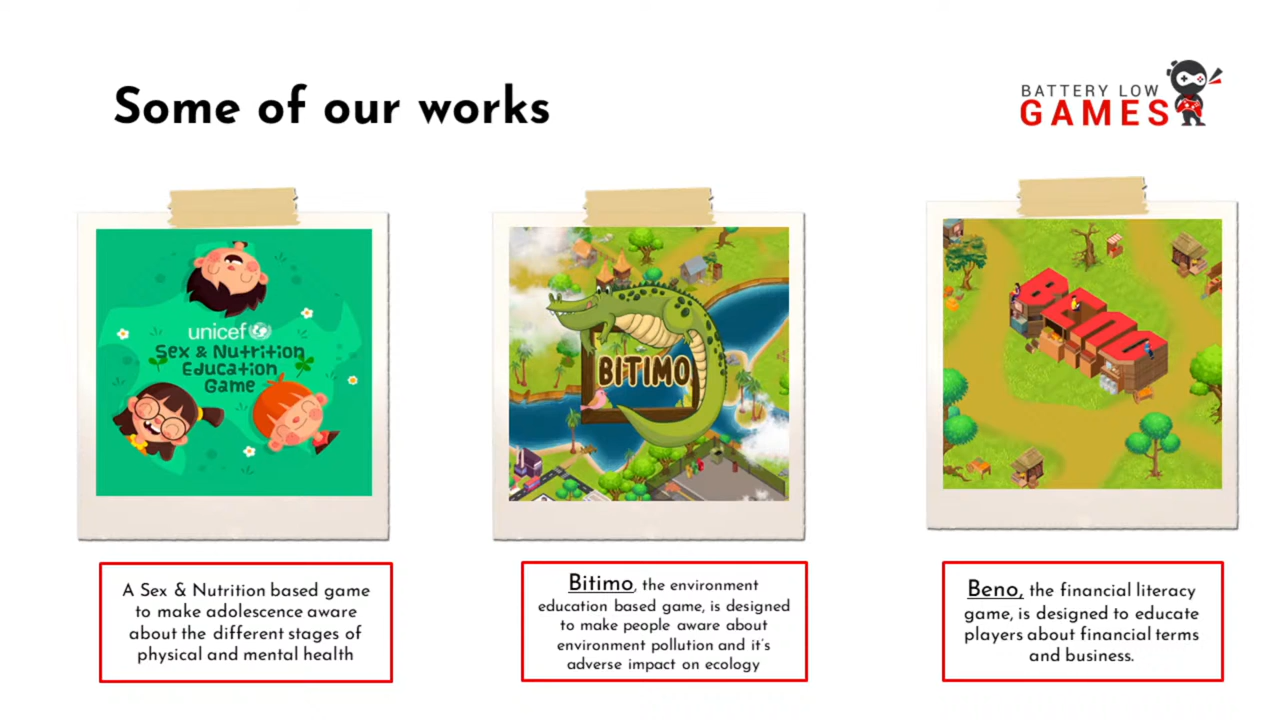 Some of our works
BATTERY LOW
GAMES
unicef
Sex & Nutrition
Education
Game
BITIMO
BENO
A Sex & Nutrition based game
to make adolescence aware
about the different stages of
physical and mental health
Bitimo, the environment
education based game, is designed
to make people aware about
environment pollution and it's
adverse impact on ecology
Beno, the financial literacy
game, is designed to educate
players about financial terms
and business.